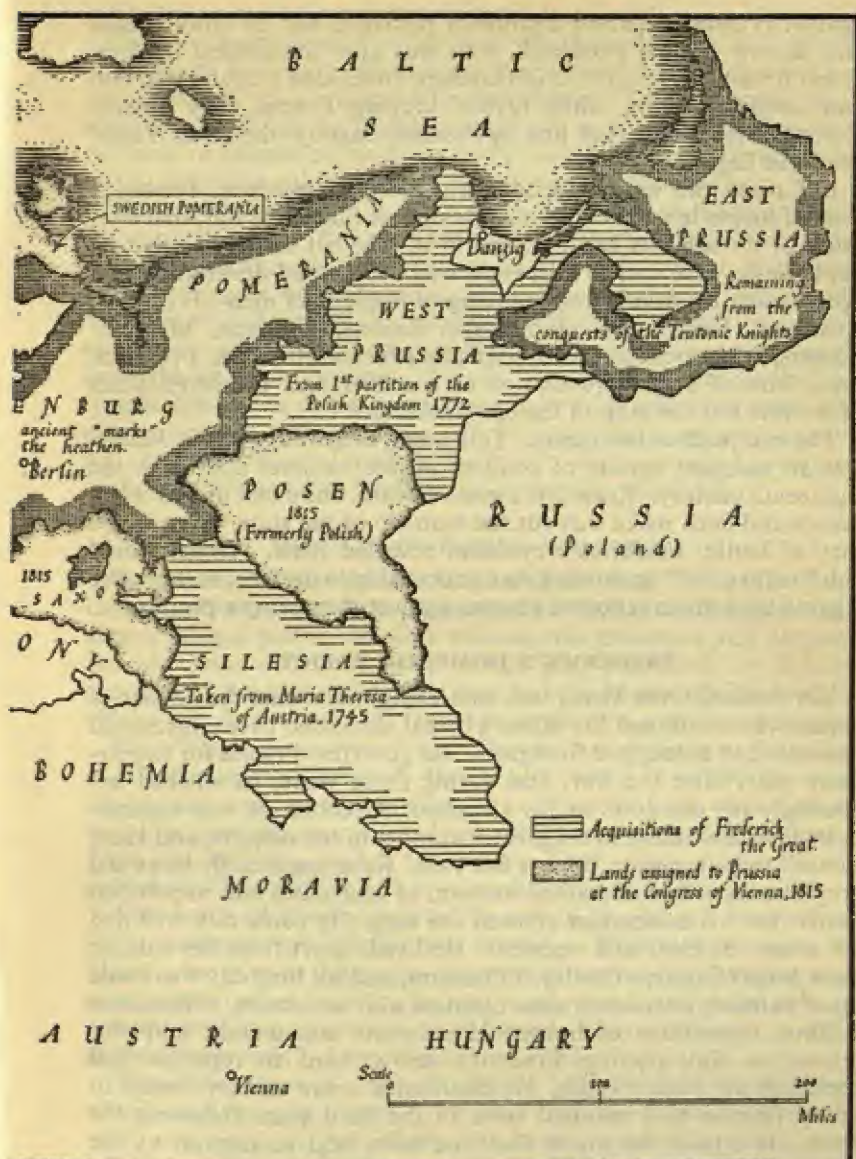 BALTIC
SEA
SWEDISH POMERANIA
POMERANIA
EAST
PRUSSIA
Remaining
from the
conquests of the Teutonic Knights
Danzig
WEST
PRUSSIA
From 1st partition of the
Polish Kingdom 1772
ENBURG
ancient "marks"
the heathen.
Berlin
POSEN
1815
(Formerly Polish)
RUSSIA
(Poland)
1815
SAXONY
ONY
SILESIA
Taken from Maria Theresa
of Austria, 1745
BOHEMIA
MORAVIA
Acquisitions of Frederick
the Great
Lands assigned to Prussia
at the Congress of Vienna, 1815
AUSTRIA
HUNGARY
Vienna
Scale
0 100 200
Miles